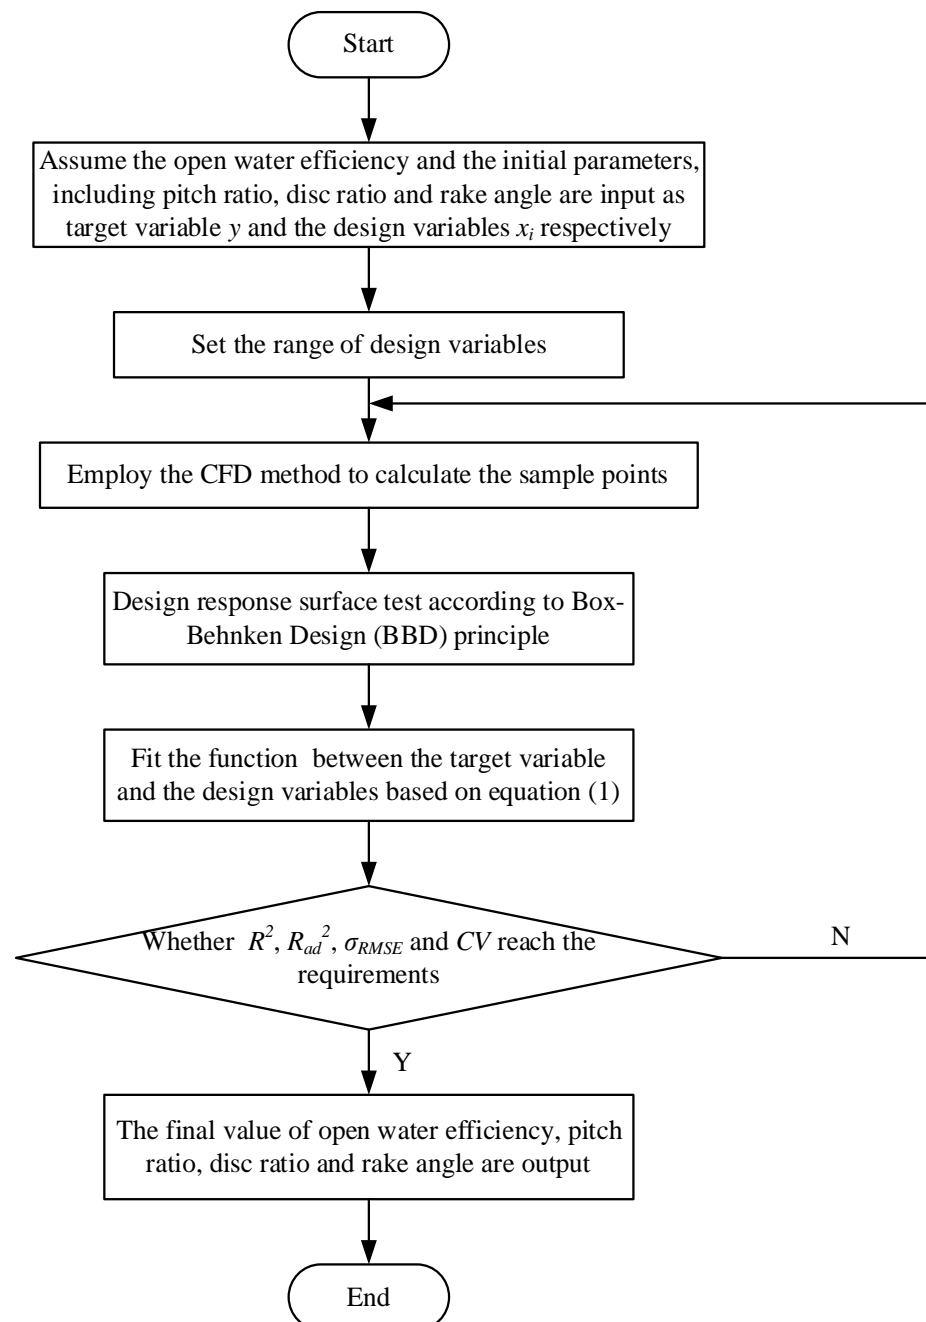 Start
Assume the open water efficiency and the initial parameters,
including pitch ratio, disc ratio and rake angle are input as
target variable y and the design variables xᵢ respectively
Set the range of design variables
Employ the CFD method to calculate the sample points
Design response surface test according to Box-
Behnken Design (BBD) principle
Fit the function between the target variable
and the design variables based on equation (1)
Whether R², R_ad², σ_RMSE and CV reach the
requirements
N
Y
The final value of open water efficiency, pitch
ratio, disc ratio and rake angle are output
End